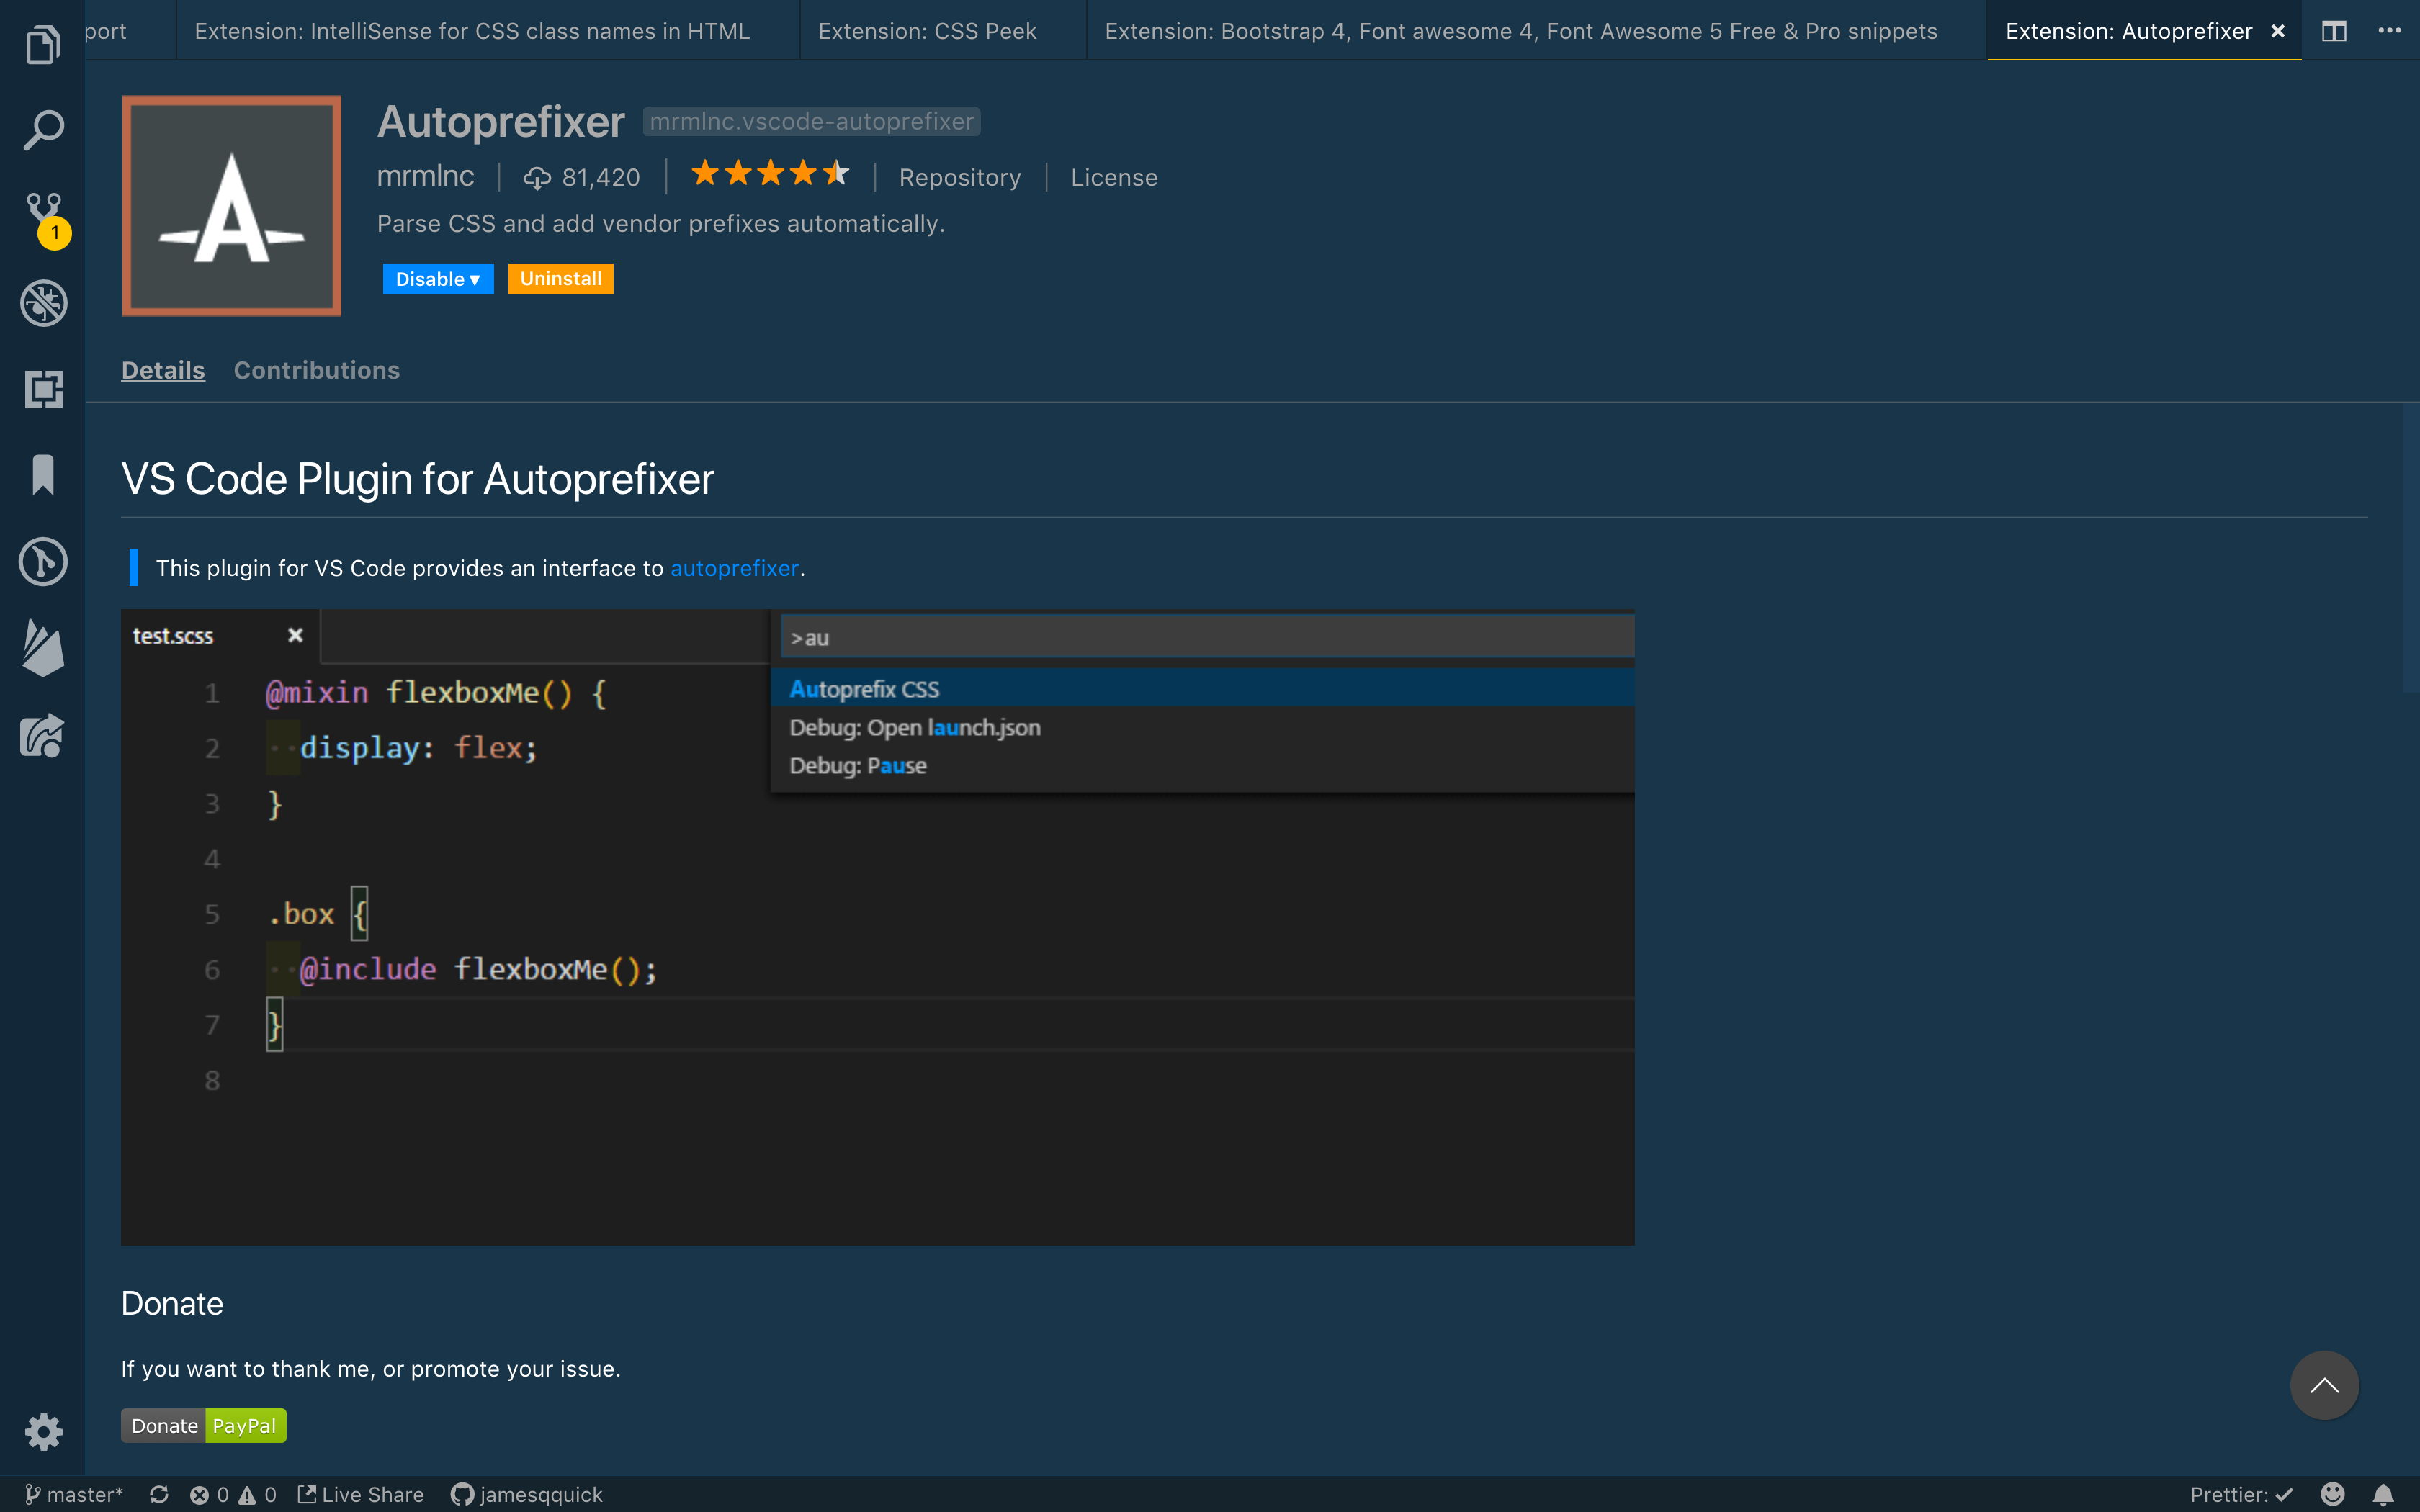 port
Extension: IntelliSense for CSS class names in HTML
Extension: CSS Peek
Extension: Bootstrap 4, Font awesome 4, Font Awesome 5 Free & Pro snippets
Extension: Autoprefixer
Autoprefixer mrmlnc.vscode-autoprefixer
mrmlnc 81,420 Repository License
Parse CSS and add vendor prefixes automatically.
Disable ▾ Uninstall
1
Details Contributions
VS Code Plugin for Autoprefixer
This plugin for VS Code provides an interface to autoprefixer.
test.scss
>au
Autoprefix CSS
Debug: Open launch.json
Debug: Pause
1 @mixin flexboxMe() {
2 ··display: flex;
3 }
4
5 .box {
6 ··@include flexboxMe();
7 }
8
Donate
If you want to thank me, or promote your issue.
Donate PayPal
master* 0 0 Live Share jamesqquick Prettier: ✓